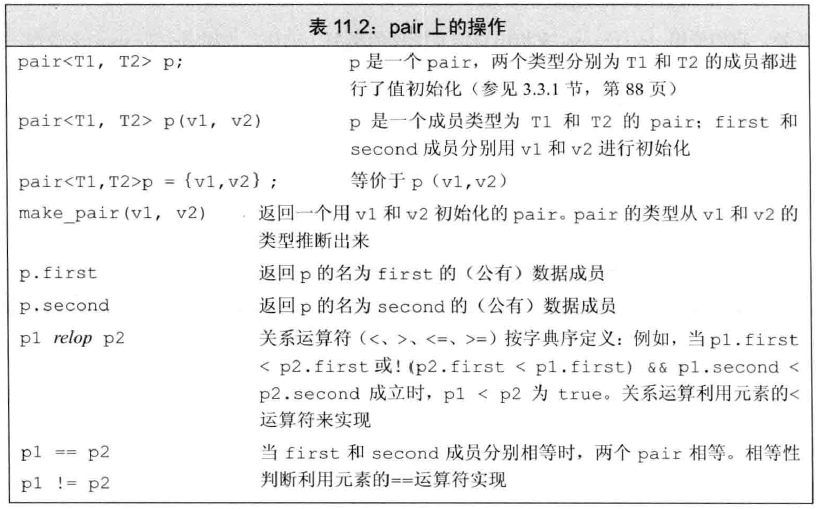 表 11.2：pair 上的操作
pair<T1, T2> p; p 是一个 pair，两个类型分别为 T1 和 T2 的成员都进
行了值初始化（参见 3.3.1 节，第 88 页）
pair<T1, T2> p(v1, v2) p 是一个成员类型为 T1 和 T2 的 pair；first 和
second 成员分别用 v1 和 v2 进行初始化
pair<T1,T2>p = {v1,v2} ; 等价于 p（v1,v2）
make_pair(v1, v2) 返回一个用 v1 和 v2 初始化的 pair。pair 的类型从 v1 和 v2 的
类型推断出来
p.first 返回 p 的名为 first 的（公有）数据成员
p.second 返回 p 的名为 second 的（公有）数据成员
p1 relop p2 关系运算符（<、>、<=、>=）按字典序定义：例如，当 p1.first
< p2.first 或!(p2.first < p1.first) && p1.second <
p2.second 成立时，p1 < p2 为 true。关系运算利用元素的<
运算符来实现
p1 == p2 当 first 和 second 成员分别相等时，两个 pair 相等。相等性
p1 != p2 判断利用元素的==运算符实现